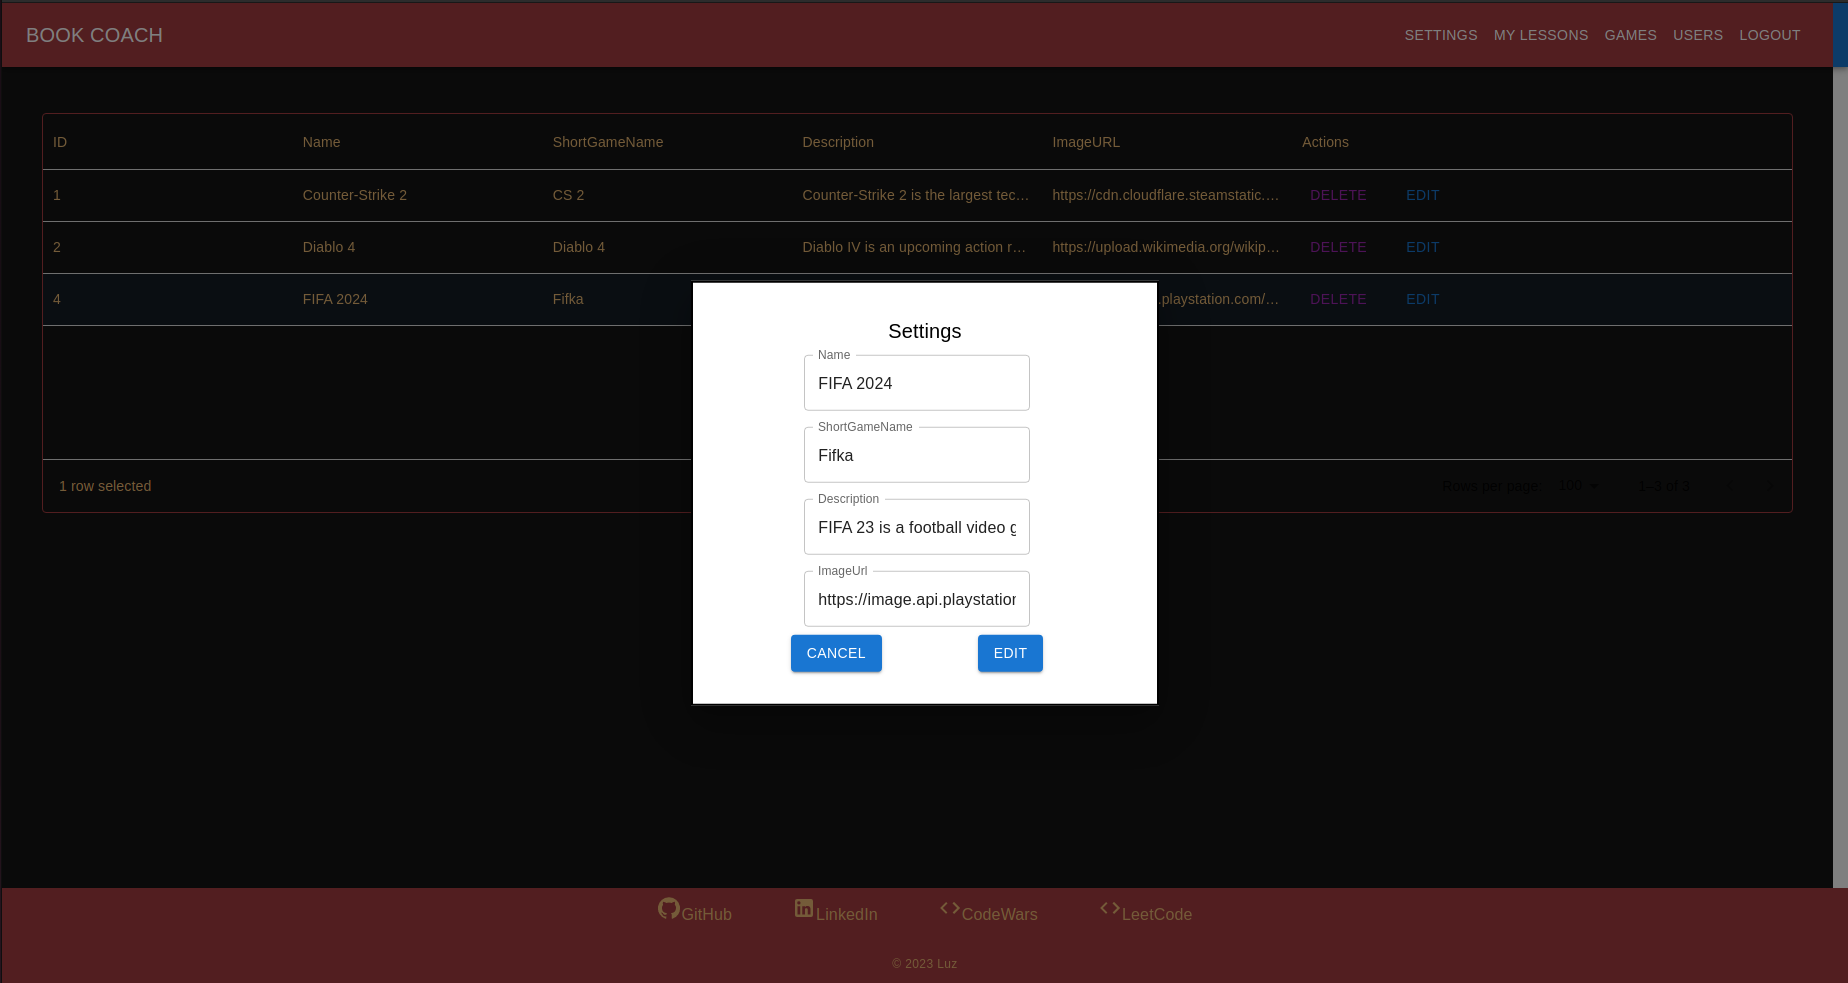 BOOK COACH SETTINGS MY LESSONS GAMES USERS LOGOUT
ID Name ShortGameName Description ImageURL Actions
1 Counter-Strike 2 CS 2 Counter-Strike 2 is the largest tec... https://cdn.cloudflare.steamstatic.... DELETE EDIT
2 Diablo 4 Diablo 4 Diablo IV is an upcoming action r... https://upload.wikimedia.org/wikip... DELETE EDIT
4 FIFA 2024 Fifka .playstation.com/... DELETE EDIT
Settings
Name
FIFA 2024
ShortGameName
Fifka
Description
FIFA 23 is a football video g
ImageUrl
https://image.api.playstation
CANCEL EDIT
1 row selected Rows per page: 100 1–3 of 3
GitHub LinkedIn CodeWars LeetCode
© 2023 Luz